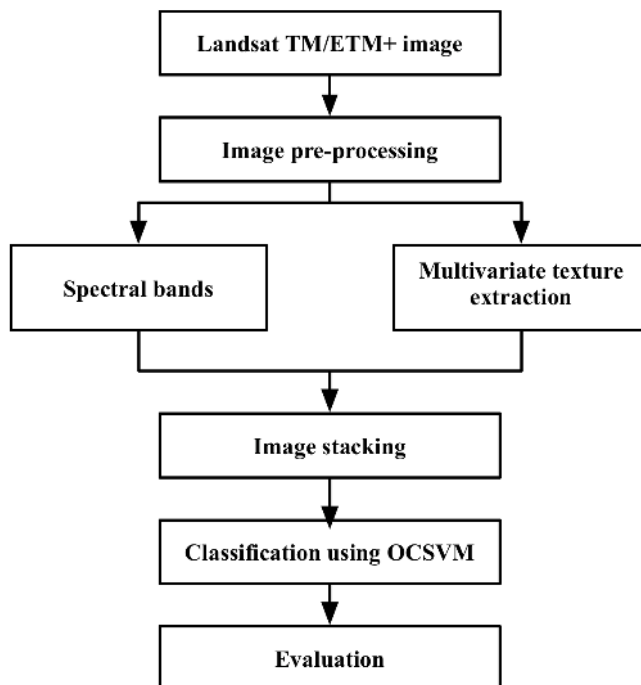 Landsat TM/ETM+ image
Image pre-processing
Spectral bands
Multivariate texture
extraction
Image stacking
Classification using OCSVM
Evaluation